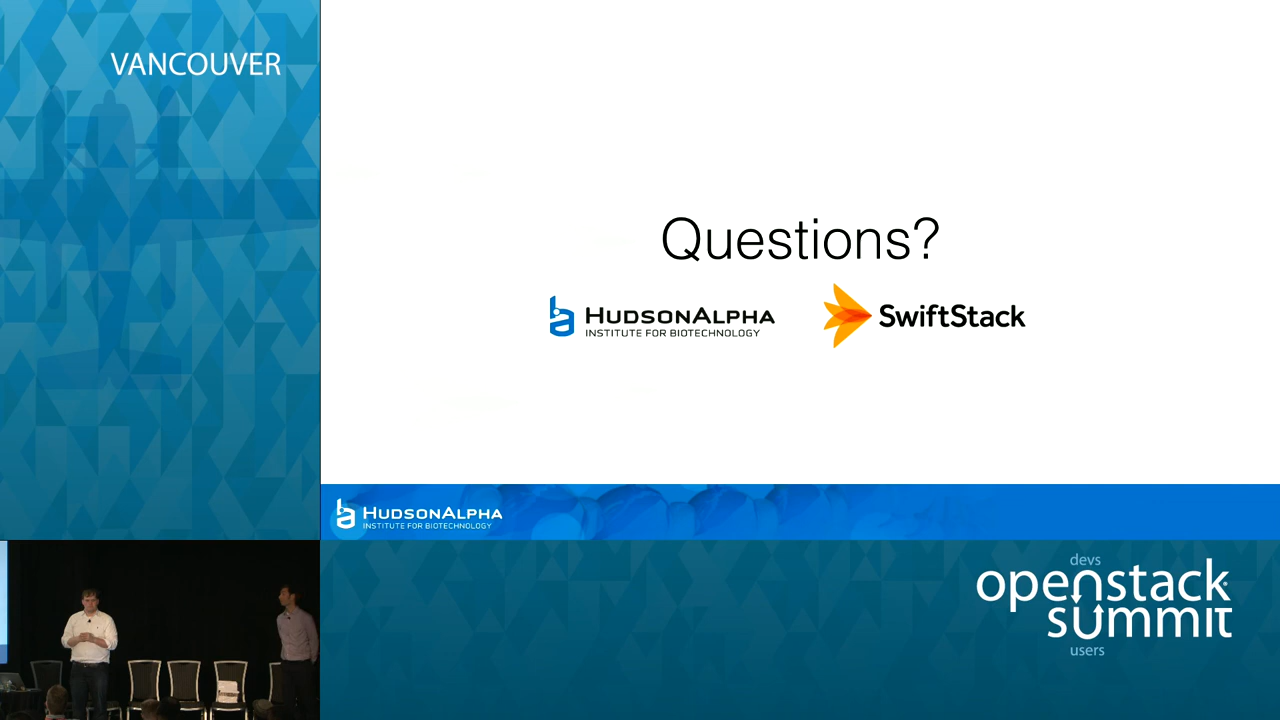 VANCOUVER
Questions?
HUDSONALPHA
INSTITUTE FOR BIOTECHNOLOGY
SwiftStack
HUDSONALPHA
INSTITUTE FOR BIOTECHNOLOGY
devs
openstack
summit
users